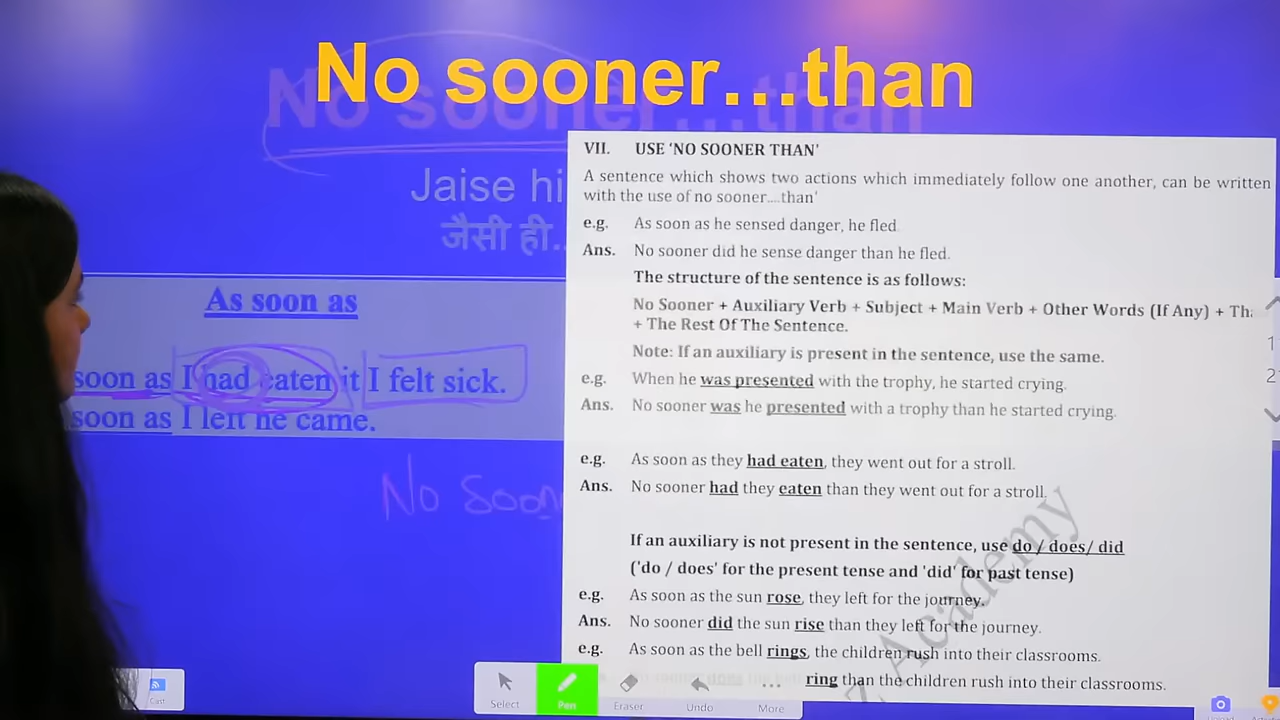 No sooner...than
Jaise hi
जैसी ही..
As soon as
soon as I had eaten it I felt sick.
soon as I left he came.
No Soon
VII. USE 'NO SOONER THAN'
A sentence which shows two actions which immediately follow one another, can be written
with the use of no sooner....than'
e.g. As soon as he sensed danger, he fled.
Ans. No sooner did he sense danger than he fled.
The structure of the sentence is as follows:
No Sooner + Auxiliary Verb + Subject + Main Verb + Other Words (If Any) + Th
+ The Rest Of The Sentence.
Note: If an auxiliary is present in the sentence, use the same.
e.g. When he was presented with the trophy, he started crying.
Ans. No sooner was he presented with a trophy than he started crying.
e.g. As soon as they had eaten, they went out for a stroll.
Ans. No sooner had they eaten than they went out for a stroll.
If an auxiliary is not present in the sentence, use do / does/ did
('do / does' for the present tense and 'did' for past tense)
e.g. As soon as the sun rose, they left for the journey.
Ans. No sooner did the sun rise than they left for the journey.
e.g. As soon as the bell rings, the children rush into their classrooms.
ring than the children rush into their classrooms.
Academy
Cast
Select Pen Eraser Undo More